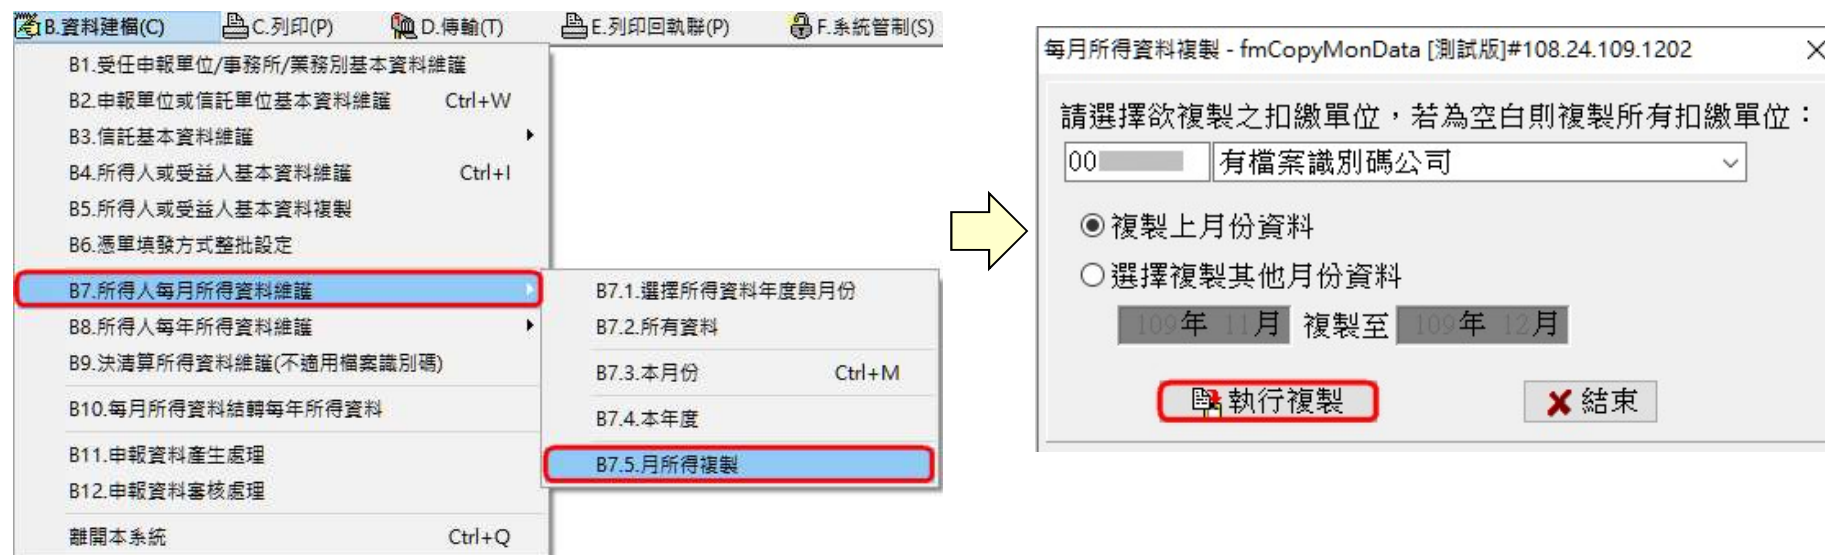 B.資料建檔(C) C.列印(P) D.傳輸(T) E.列印回執聯(P) F.系統管制(S)
B1.受任申報單位/事務所/業務別基本資料維護
B2.申報單位或信託單位基本資料維護 Ctrl+W
B3.信託基本資料維護
B4.所得人或受益人基本資料維護 Ctrl+I
B5.所得人或受益人基本資料複製
B6.憑單填發方式整批設定
B7.所得人每月所得資料維護
B8.所得人每年所得資料維護
B9.決清算所得資料維護(不適用檔案識別碼)
B10.每月所得資料結轉每年所得資料
B11.申報資料產生處理
B12.申報資料審核處理
離開本系統 Ctrl+Q
B7.1.選擇所得資料年度與月份
B7.2.所有資料
B7.3.本月份 Ctrl+M
B7.4.本年度
B7.5.月所得複製
每月所得資料複製 - fmCopyMonData [測試版]#108.24.109.1202
請選擇欲複製之扣繳單位，若為空白則複製所有扣繳單位：
00 有檔案識別碼公司
複製上月份資料
選擇複製其他月份資料
109年 11月 複製至 109年 12月
執行複製 結束